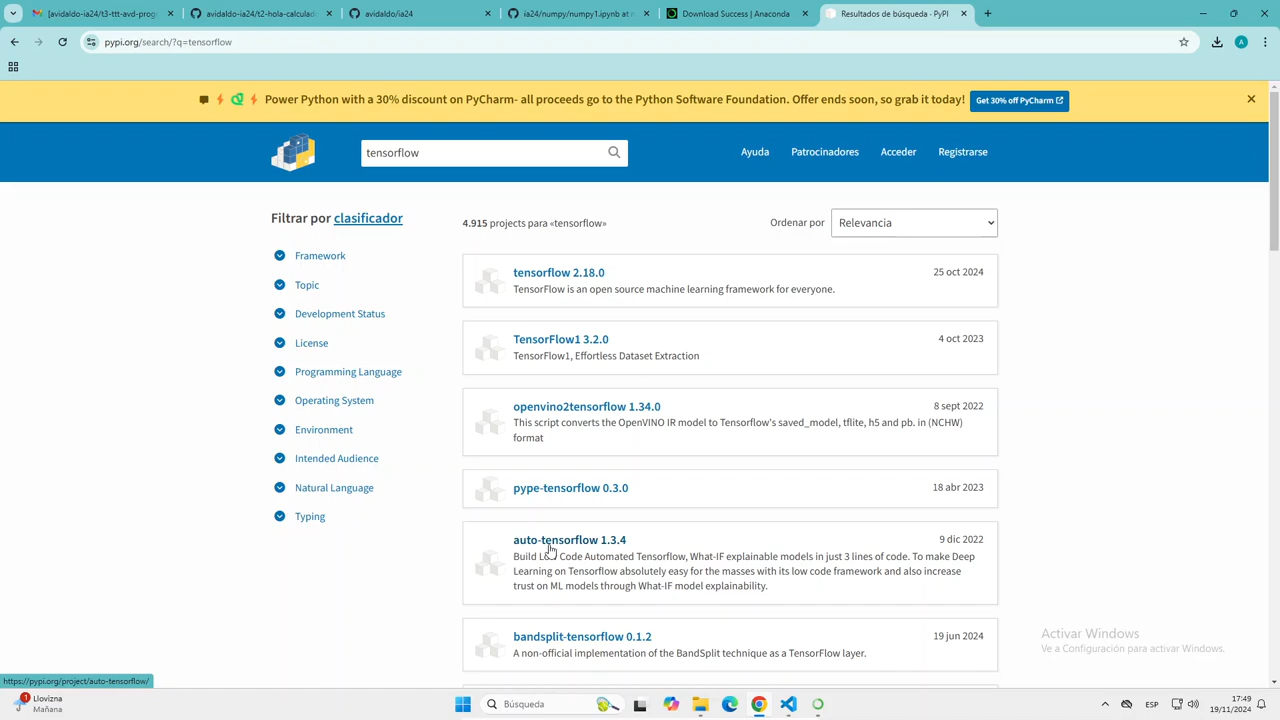 [avidaldo-ia24/t3-ttt-avd-prog
avidaldo-ia24/t2-hola-calculad
avidaldo/ia24
ia24/numpy/numpy1.ipynb at m
Download Success | Anaconda
Resultados de búsqueda · PyPI
pypi.org/search/?q=tensorflow
A
Power Python with a 30% discount on PyCharm- all proceeds go to the Python Software Foundation. Offer ends soon, so grab it today!
Get 30% off PyCharm
tensorflow
Ayuda
Patrocinadores
Acceder
Registrarse
Filtrar por clasificador
Framework
Topic
Development Status
License
Programming Language
Operating System
Environment
Intended Audience
Natural Language
Typing
4.915 projects para «tensorflow»
Ordenar por
Relevancia
tensorflow 2.18.0
25 oct 2024
TensorFlow is an open source machine learning framework for everyone.
TensorFlow1 3.2.0
4 oct 2023
TensorFlow1, Effortless Dataset Extraction
openvino2tensorflow 1.34.0
8 sept 2022
This script converts the OpenVINO IR model to Tensorflow's saved_model, tflite, h5 and pb. in (NCHW)
format
pype-tensorflow 0.3.0
18 abr 2023
auto-tensorflow 1.3.4
9 dic 2022
Build Low Code Automated Tensorflow, What-IF explainable models in just 3 lines of code. To make Deep
Learning on Tensorflow absolutely easy for the masses with its low code framework and also increase
trust on ML models through What-IF model explainability.
bandsplit-tensorflow 0.1.2
19 jun 2024
A non-official implementation of the BandSplit technique as a TensorFlow layer.
Activar Windows
Ve a Configuración para activar Windows.
https://pypi.org/project/auto-tensorflow/
1
Llovizna
Mañana
Búsqueda
ESP
17:49
19/11/2024